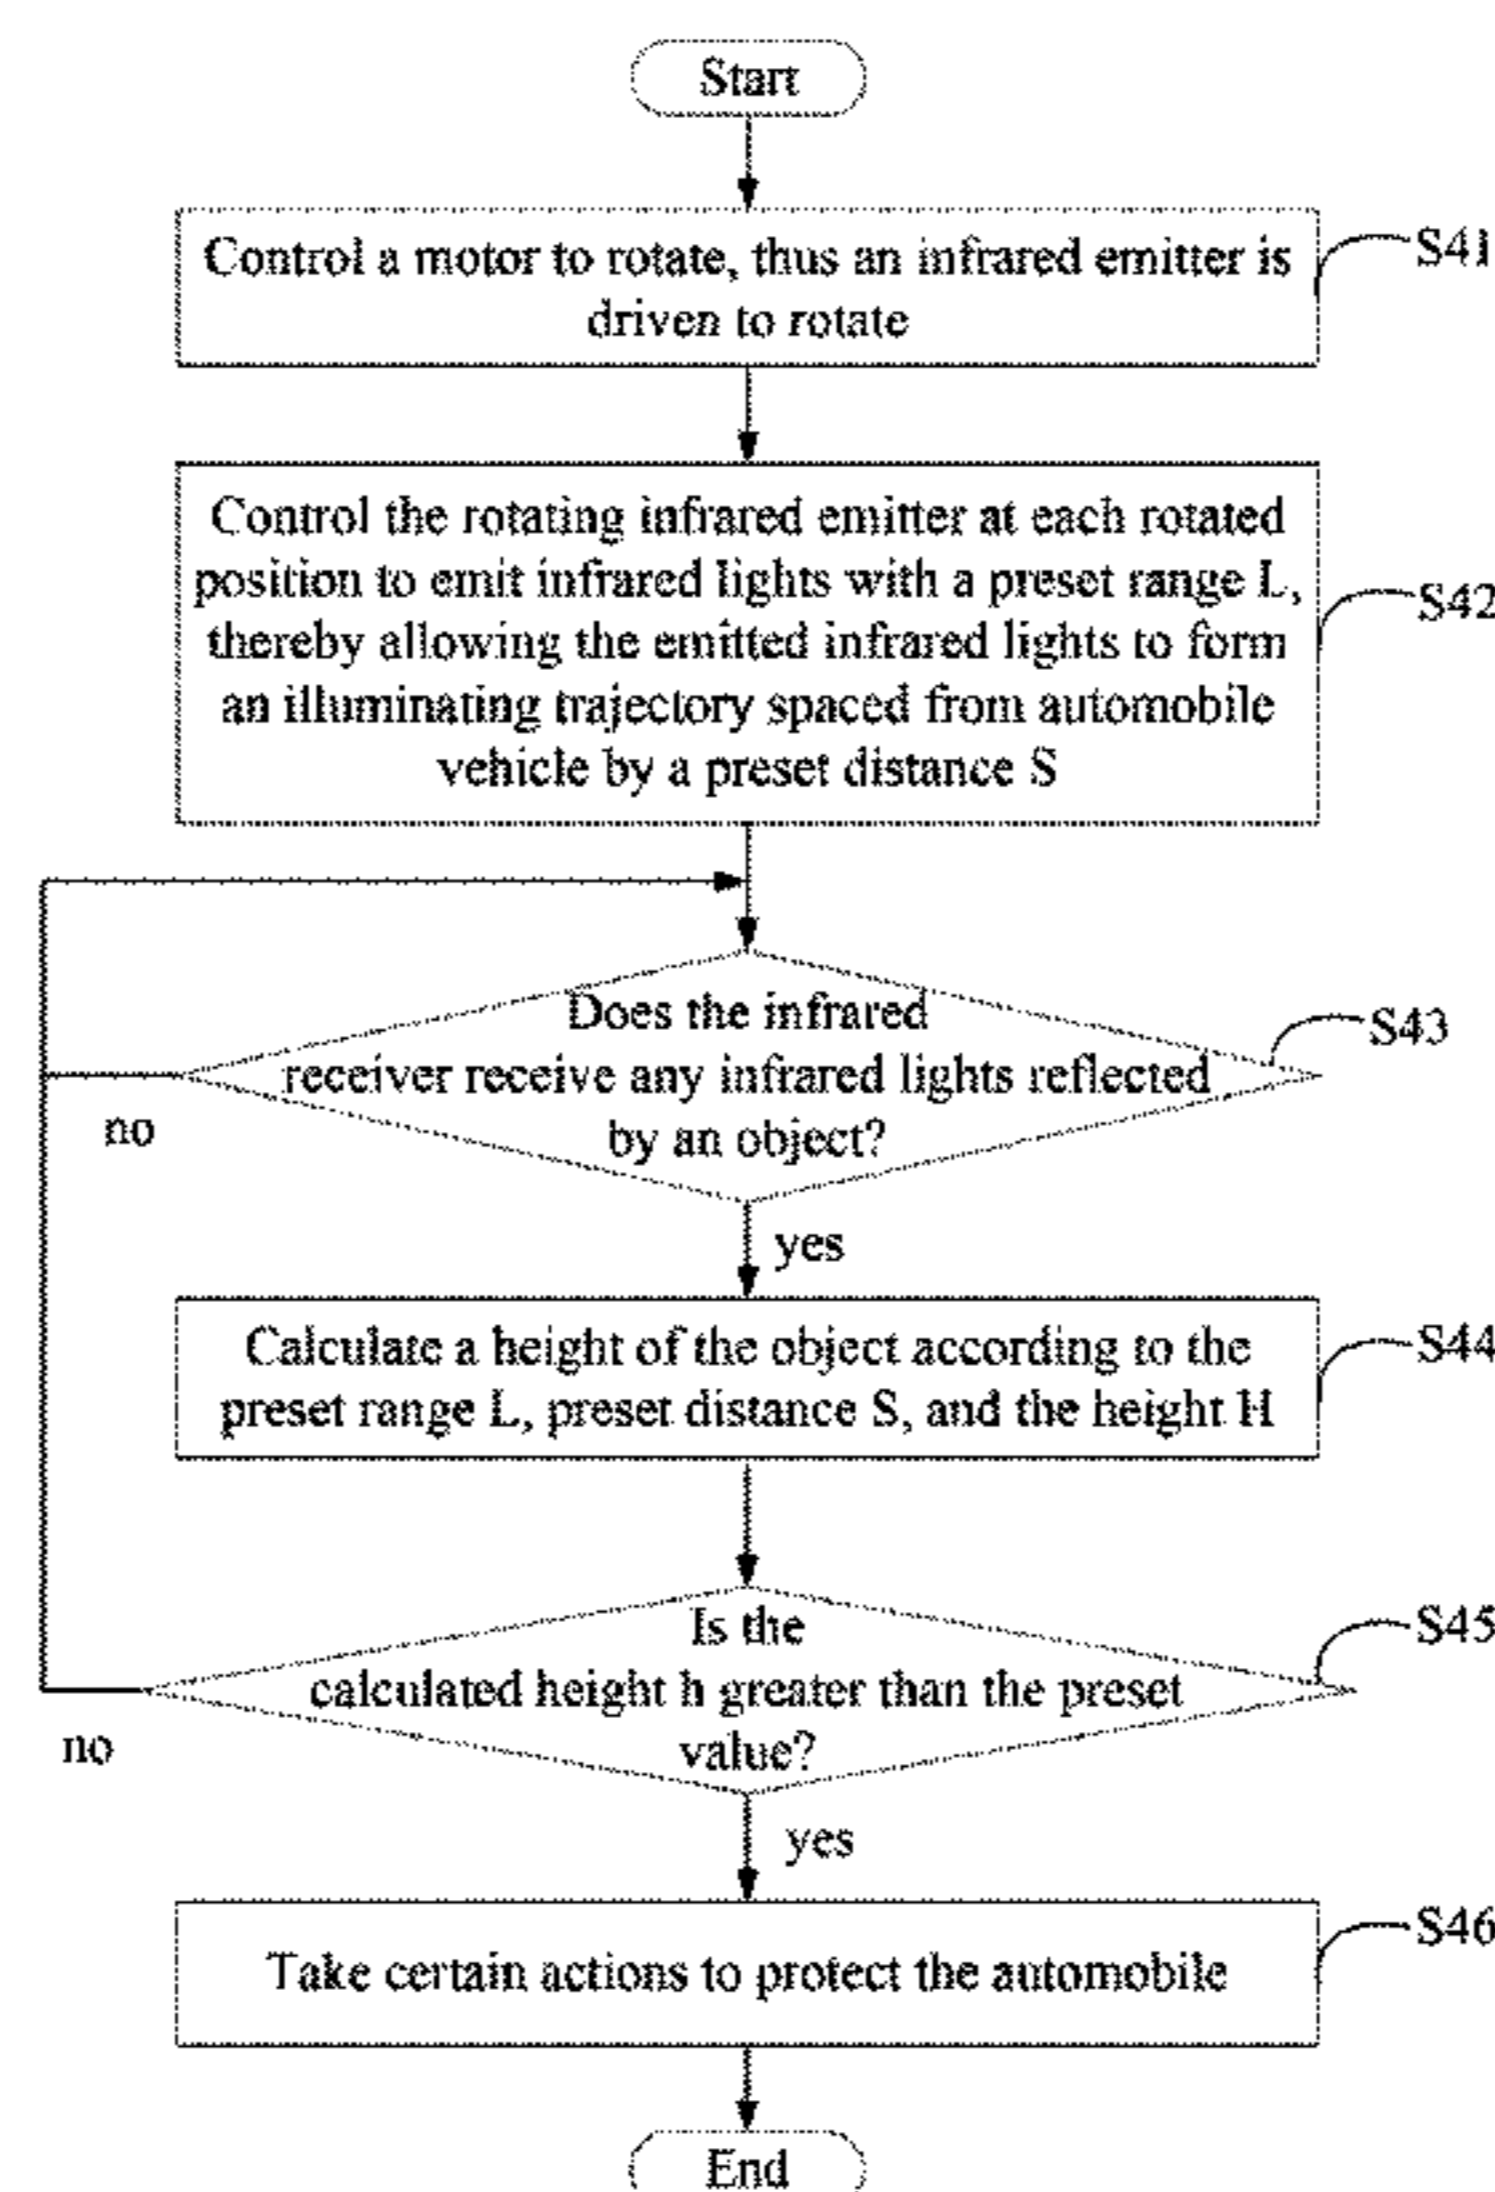 Start
Control a motor to rotate, thus an infrared emitter is
driven to rotate
S41
Control the rotating infrared emitter at each rotated
position to emit infrared lights with a preset range L,
thereby allowing the emitted infrared lights to form
an illuminating trajectory spaced from automobile
vehicle by a preset distance S
S42
Does the infrared
receiver receive any infrared lights reflected
by an object?
S43
no
yes
Calculate a height of the object according to the
preset range L, preset distance S, and the height H
S44
Is the
calculated height h greater than the preset
value?
S45
no
yes
Take certain actions to protect the automobile
S46
End